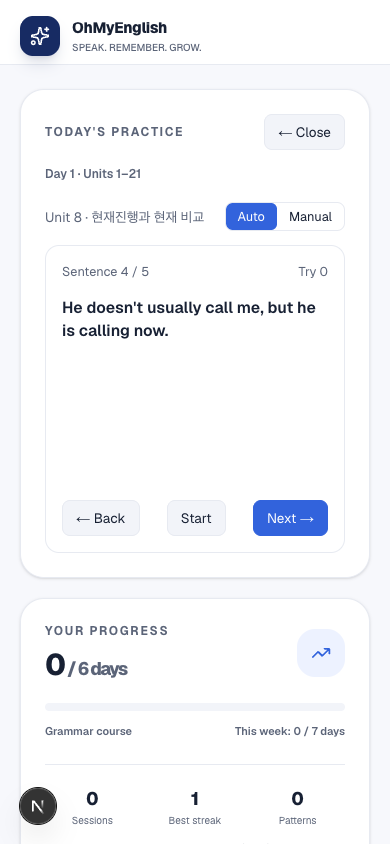 OhMyEnglish
SPEAK. REMEMBER. GROW.
TODAY'S PRACTICE
← Close
Day 1 · Units 1–21
Unit 8 · 현재진행과 현재 비교
Auto
Manual
Sentence 4 / 5
Try 0
He doesn't usually call me, but he
is calling now.
← Back
Start
Next →
YOUR PROGRESS
0 / 6 days
Grammar course
This week: 0 / 7 days
0
1
0
Sessions
Best streak
Patterns
N